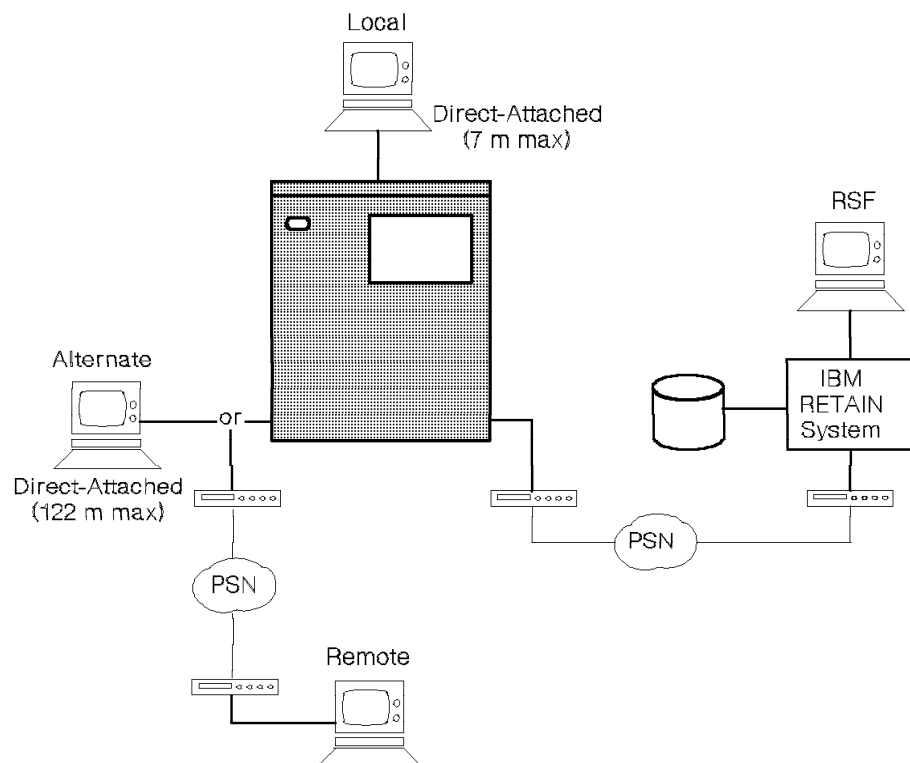 Local
Direct-Attached
(7 m max)
RSF
Alternate
or
IBM
RETAIN
System
Direct-Attached
(122 m max)
PSN
PSN
Remote